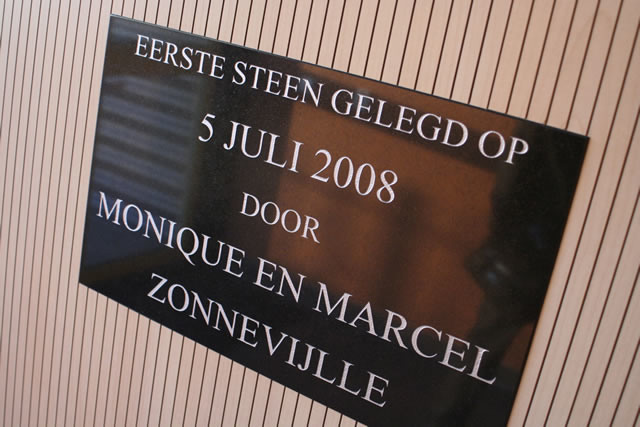 EERSTE STEEN GELEGD OP
5 JULI 2008
DOOR
MONIQUE EN MARCEL
ZONNEVIJLLE